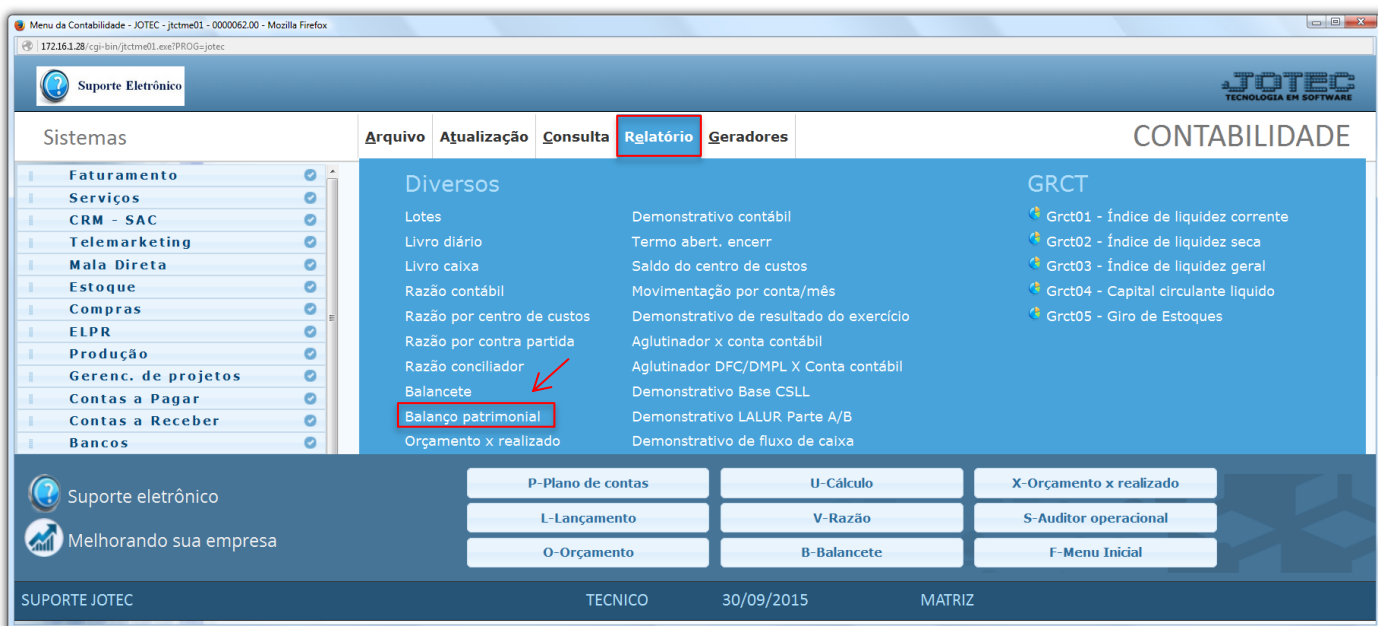 Menu da Contabilidade - JOTEC - jtctme01 - 0000062.00 - Mozilla Firefox
172.16.1.28/cgi-bin/jtctme01.exe?PROG=jotec
Suporte Eletrônico
JOTEC
TECNOLOGIA EM SOFTWARE
Sistemas
Arquivo Atualização Consulta Relatório Geradores
CONTABILIDADE
Faturamento
Serviços
CRM - SAC
Telemarketing
Mala Direta
Estoque
Compras
ELPR
Produção
Gerenc. de projetos
Contas a Pagar
Contas a Receber
Bancos
Diversos
Lotes
Livro diário
Livro caixa
Razão contábil
Razão por centro de custos
Razão por contra partida
Razão conciliador
Balancete
Balanço patrimonial
Orçamento x realizado
Demonstrativo contábil
Termo abert. encerr
Saldo do centro de custos
Movimentação por conta/mês
Demonstrativo de resultado do exercício
Aglutinador x conta contábil
Aglutinador DFC/DMPL X Conta contábil
Demonstrativo Base CSLL
Demonstrativo LALUR Parte A/B
Demonstrativo de fluxo de caixa
GRCT
Grct01 - Índice de liquidez corrente
Grct02 - Índice de liquidez seca
Grct03 - Índice de liquidez geral
Grct04 - Capital circulante liquido
Grct05 - Giro de Estoques
Suporte eletrônico
Melhorando sua empresa
P-Plano de contas U-Cálculo X-Orçamento x realizado
L-Lançamento V-Razão S-Auditor operacional
O-Orçamento B-Balancete F-Menu Inicial
SUPORTE JOTEC TECNICO 30/09/2015 MATRIZ